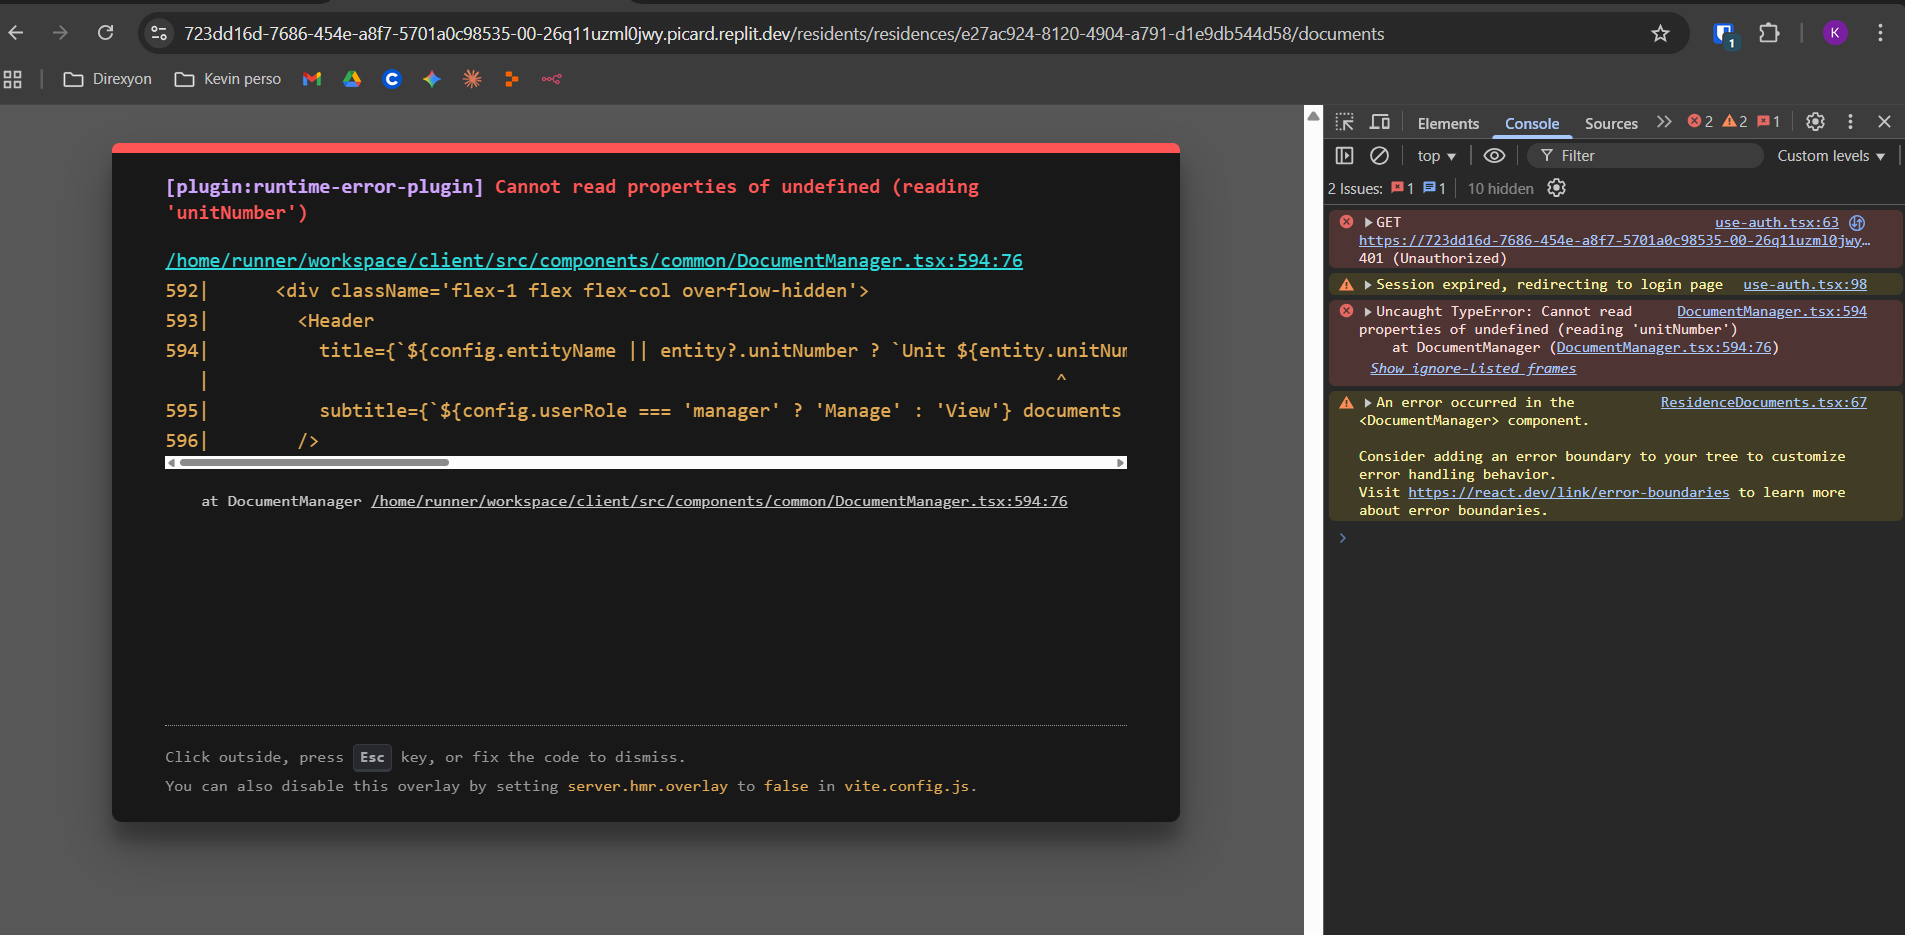 723dd16d-7686-454e-a8f7-5701a0c98535-00-26q11uzml0jwy.picard.replit.dev/residents/residences/e27ac924-8120-4904-a791-d1e9db544d58/documents
1
K
Direxyon
Kevin perso
[plugin:runtime-error-plugin] Cannot read properties of undefined (reading
'unitNumber')
/home/runner/workspace/client/src/components/common/DocumentManager.tsx:594:76
592| <div className='flex-1 flex flex-col overflow-hidden'>
593| <Header
594| title={`${config.entityName || entity?.unitNumber ? `Unit ${entity.unitNum
| ^
595| subtitle={`${config.userRole === 'manager' ? 'Manage' : 'View'} documents
596| />
at DocumentManager /home/runner/workspace/client/src/components/common/DocumentManager.tsx:594:76
Click outside, press Esc key, or fix the code to dismiss.
You can also disable this overlay by setting server.hmr.overlay to false in vite.config.js.
Elements Console Sources 2 2 1
top Filter Custom levels
2 Issues: 1 1 10 hidden
GET use-auth.tsx:63
https://723dd16d-7686-454e-a8f7-5701a0c98535-00-26q11uzml0jwy…
401 (Unauthorized)
Session expired, redirecting to login page use-auth.tsx:98
Uncaught TypeError: Cannot read DocumentManager.tsx:594
properties of undefined (reading 'unitNumber')
at DocumentManager (DocumentManager.tsx:594:76)
Show ignore-listed frames
An error occurred in the ResidenceDocuments.tsx:67
<DocumentManager> component.
Consider adding an error boundary to your tree to customize
error handling behavior.
Visit https://react.dev/link/error-boundaries to learn more
about error boundaries.